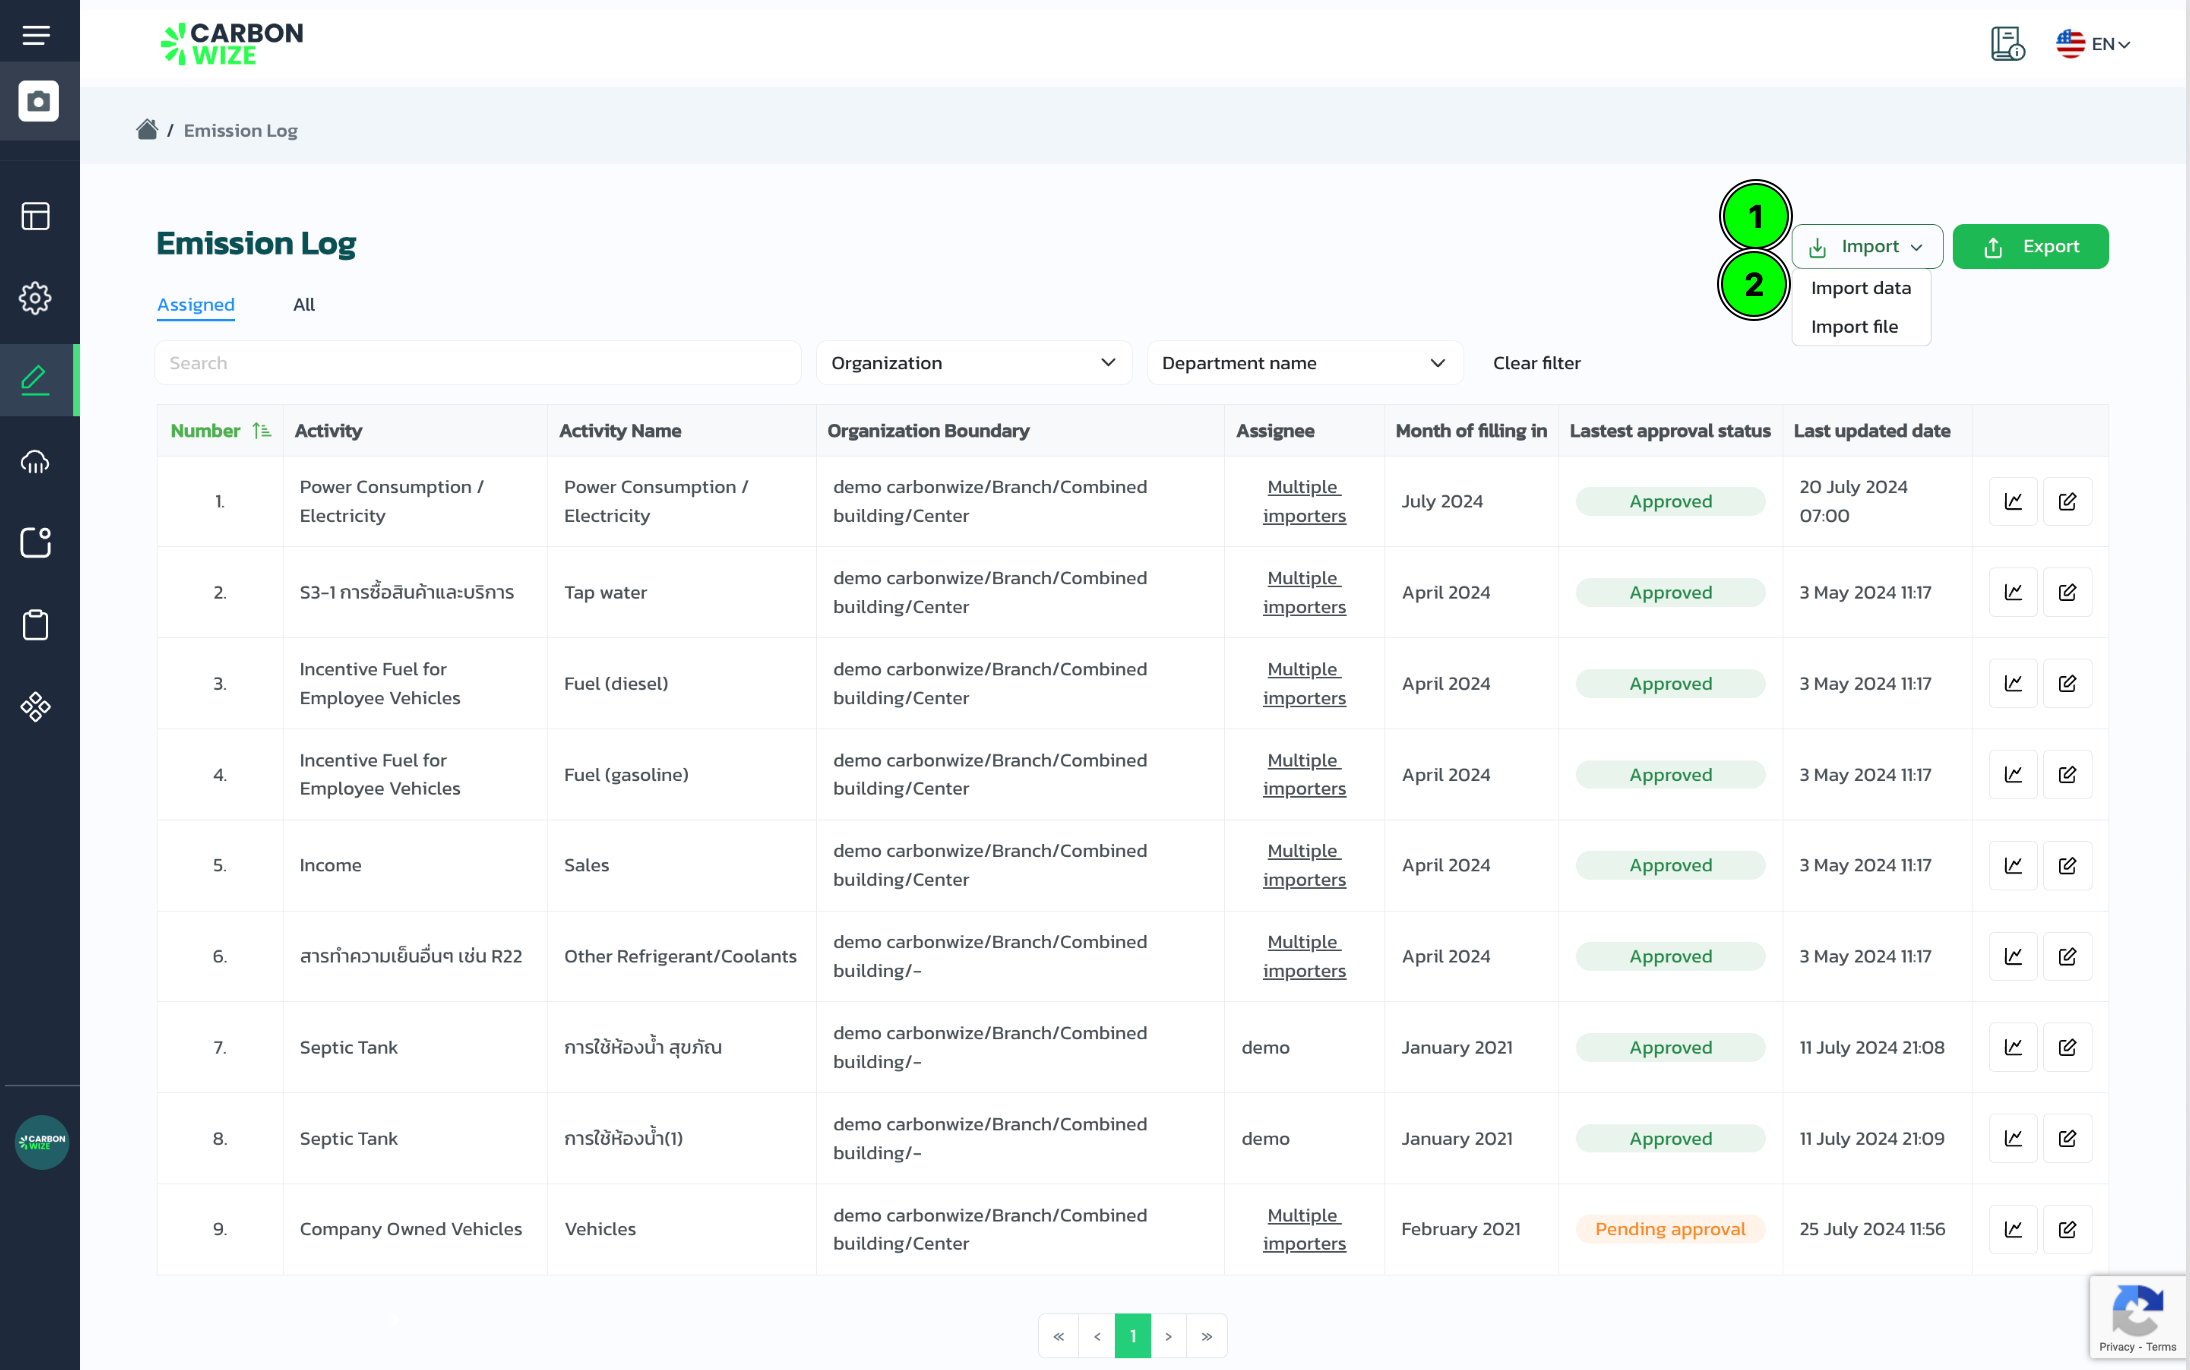 CARBON
WIZE
EN
/ Emission Log
1
Emission Log
Import
Export
2
Import data
Import file
Assigned
All
Search
Organization
Department name
Clear filter
Number
Activity
Activity Name
Organization Boundary
Assignee
Month of filling in
Lastest approval status
Last updated date
1.
Power Consumption /
Electricity
Power Consumption /
Electricity
demo carbonwize/Branch/Combined
building/Center
Multiple
importers
July 2024
Approved
20 July 2024
07:00
2.
S3-1 การซื้อสินค้าและบริการ
Tap water
demo carbonwize/Branch/Combined
building/Center
Multiple
importers
April 2024
Approved
3 May 2024 11:17
3.
Incentive Fuel for
Employee Vehicles
Fuel (diesel)
demo carbonwize/Branch/Combined
building/Center
Multiple
importers
April 2024
Approved
3 May 2024 11:17
4.
Incentive Fuel for
Employee Vehicles
Fuel (gasoline)
demo carbonwize/Branch/Combined
building/Center
Multiple
importers
April 2024
Approved
3 May 2024 11:17
5.
Income
Sales
demo carbonwize/Branch/Combined
building/Center
Multiple
importers
April 2024
Approved
3 May 2024 11:17
6.
สารทำความเย็นอื่นๆ เช่น R22
Other Refrigerant/Coolants
demo carbonwize/Branch/Combined
building/-
Multiple
importers
April 2024
Approved
3 May 2024 11:17
7.
Septic Tank
การใช้ห้องน้ำ สุขภัณ
demo carbonwize/Branch/Combined
building/-
demo
January 2021
Approved
11 July 2024 21:08
8.
Septic Tank
การใช้ห้องน้ำ(1)
demo carbonwize/Branch/Combined
building/-
demo
January 2021
Approved
11 July 2024 21:09
9.
Company Owned Vehicles
Vehicles
demo carbonwize/Branch/Combined
building/Center
Multiple
importers
February 2021
Pending approval
25 July 2024 11:56
CARBON
WIZE
« ‹ 1 › »
Privacy - Terms